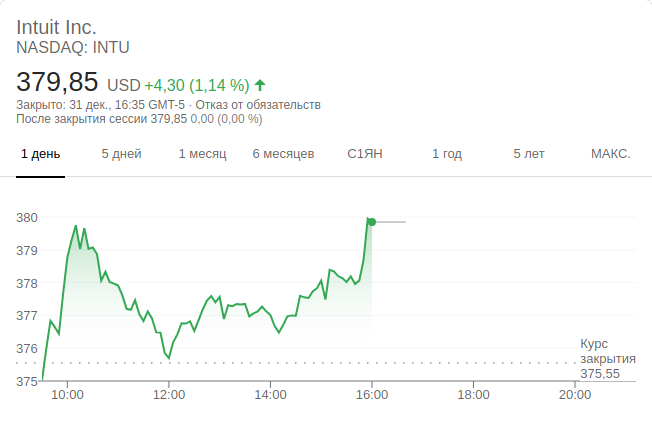 Intuit Inc.
NASDAQ: INTU
379,85 USD +4,30 (1,14 %)
Закрыто: 31 дек., 16:35 GMT-5 · Отказ от обязательств
После закрытия сессии 379,85 0,00 (0,00 %)
1 день 5 дней 1 месяц 6 месяцев С1ЯН 1 год 5 лет МАКС.
380
379
378
377
376
375
Курс
закрытия
375,55
10:00 12:00 14:00 16:00 18:00 20:00